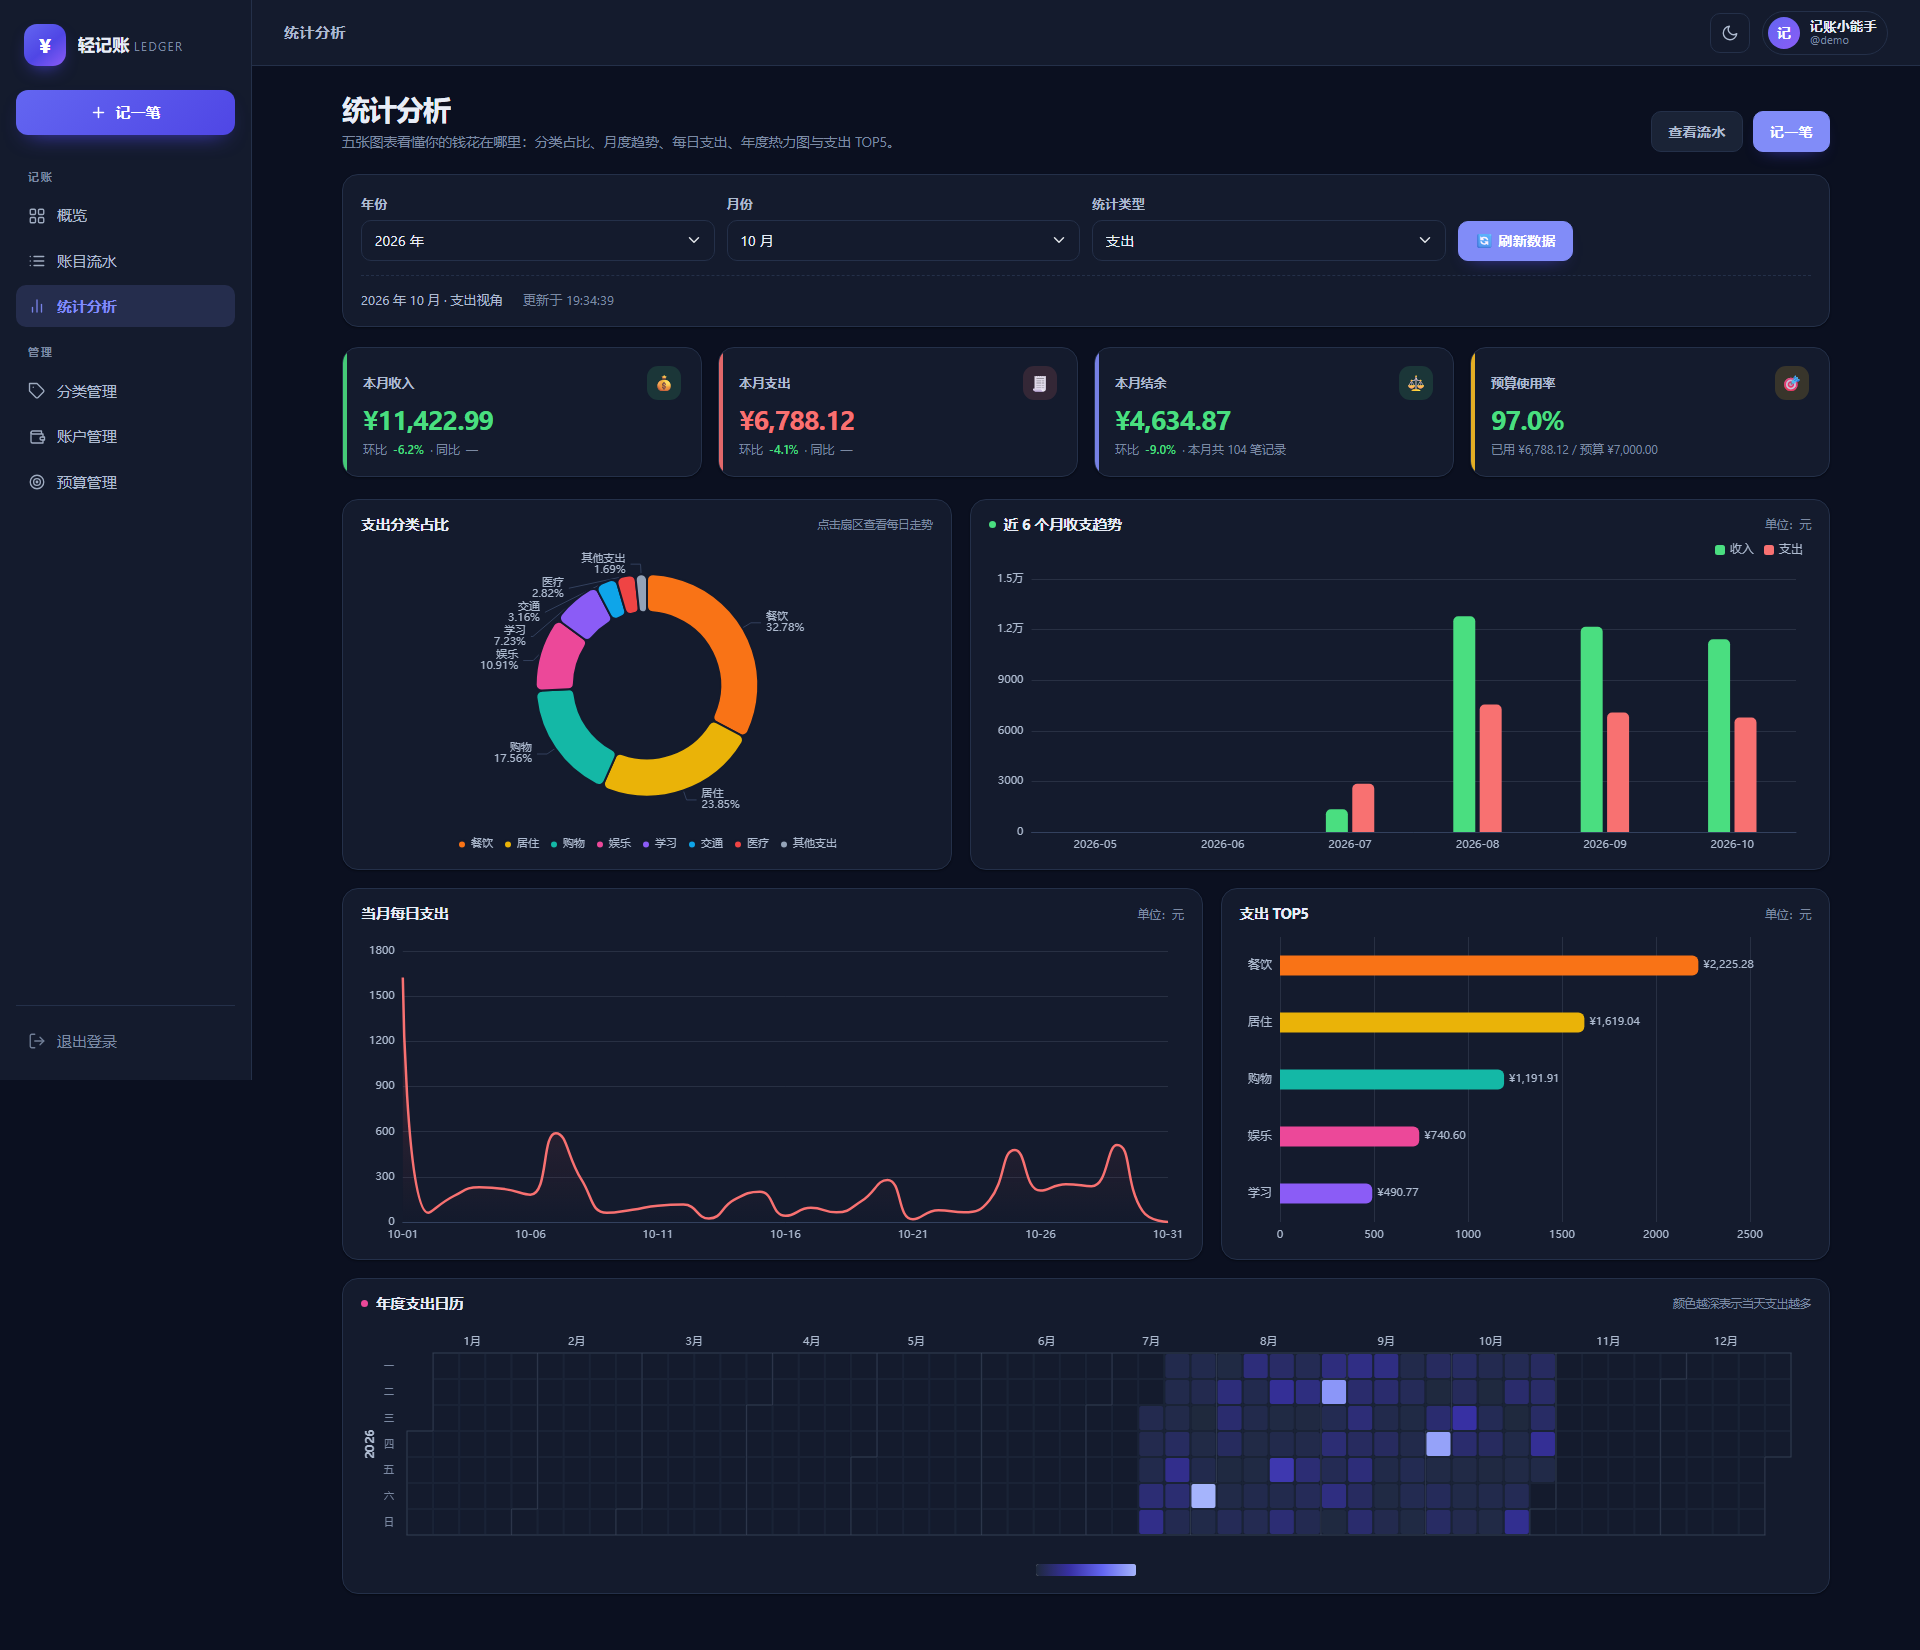 ¥ 轻记账 LEDGER
+ 记一笔
记账
概览
账目流水
统计分析
管理
分类管理
账户管理
预算管理
退出登录
统计分析
记 记账小能手
@demo
统计分析
五张图表看懂你的钱花在哪里：分类占比、月度趋势、每日支出、年度热力图与支出 TOP5。
查看流水 记一笔
年份 月份 统计类型
2026 年 10 月 支出 刷新数据
2026 年 10 月 · 支出视角 更新于 19:34:39
本月收入
¥11,422.99
环比 -6.2% · 同比 —
本月支出
¥6,788.12
环比 -4.1% · 同比 —
本月结余
¥4,634.87
环比 -9.0% · 本月共 104 笔记录
预算使用率
97.0%
已用 ¥6,788.12 / 预算 ¥7,000.00
支出分类占比 点击扇区查看每日走势
其他支出
1.69%
医疗
2.82%
交通
3.16%
学习
7.23%
娱乐
10.91%
购物
17.56%
居住
23.85%
餐饮
32.78%
餐饮 居住 购物 娱乐 学习 交通 医疗 其他支出
近 6 个月收支趋势 单位：元
收入 支出
1.5万
1.2万
9000
6000
3000
0
2026-05 2026-06 2026-07 2026-08 2026-09 2026-10
当月每日支出 单位：元
1800
1500
1200
900
600
300
0
10-01 10-06 10-11 10-16 10-21 10-26 10-31
支出 TOP5 单位：元
餐饮 ¥2,225.28
居住 ¥1,619.04
购物 ¥1,191.91
娱乐 ¥740.60
学习 ¥490.77
0 500 1000 1500 2000 2500
年度支出日历 颜色越深表示当天支出越多
1月 2月 3月 4月 5月 6月 7月 8月 9月 10月 11月 12月
2026
一
二
三
四
五
六
日